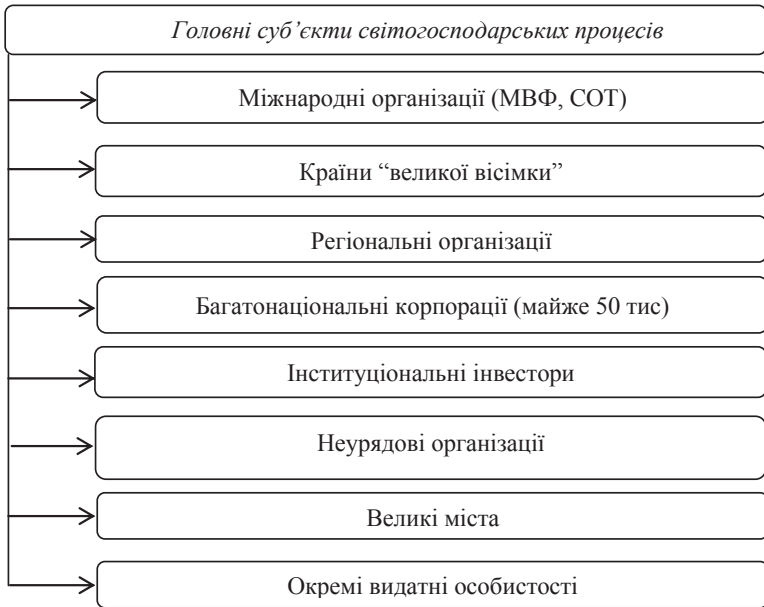 Головні суб’єкти світогосподарських процесів
Міжнародні організації (МВФ, СОТ)
Країни “великої вісімки”
Регіональні організації
Багатонаціональні корпорації (майже 50 тис)
Інституціональні інвестори
Неурядові організації
Великі міста
Окремі видатні особистості